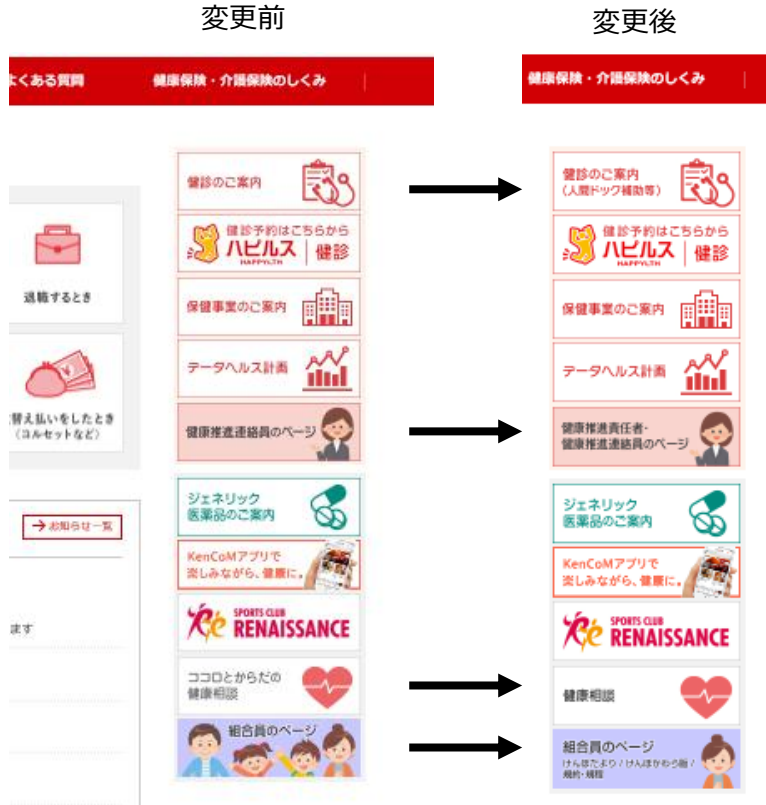 変更前
変更後
よくある質問
健康保険・介護保険のしくみ
健康保険・介護保険のしくみ
退職するとき
替え払いをしたとき
（コルセットなど）
→お知らせ一覧
ます
健診のご案内
健診予約はこちらから
ハピルス
健診
HAPPYLTH
保健事業のご案内
データヘルス計画
健康推進連絡員のページ
ジェネリック
医薬品のご案内
KenCoMアプリで
楽しみながら、健康に。
SPORTS CLUB
RENAISSANCE
ココロとからだの
健康相談
組合員のページ
健診のご案内
（人間ドック補助等）
健診予約はこちらから
ハピルス
健診
HAPPYLTH
保健事業のご案内
データヘルス計画
健康推進責任者・
健康推進連絡員のページ
ジェネリック
医薬品のご案内
KenCoMアプリで
楽しみながら、健康に。
SPORTS CLUB
RENAISSANCE
健康相談
組合員のページ
けんぽだより / けんぽかわら版 /
規約・規程